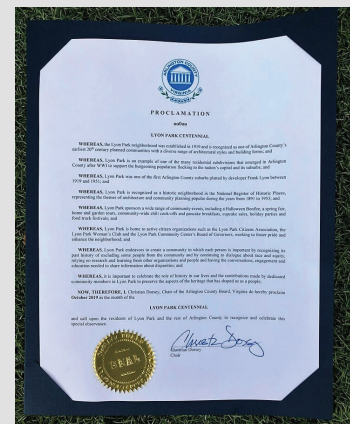 ARLINGTON COUNTY
VIRGINIA
PROCLAMATION
LYON PARK CENTENNIAL
WHEREAS, the Lyon Park neighborhood was established in 1919 and is recognized as one of Arlington County's
earliest 20th century planned communities with a diverse range of architectural styles and building forms; and
WHEREAS, Lyon Park is an example of one of the many residential subdivisions that emerged in Arlington
County after WWI to support the burgeoning population flocking to the nation's capital and its suburbs; and
WHEREAS, Lyon Park was one of the first Arlington County suburbs platted by developer Frank Lyon between
1919 and 1951; and
WHEREAS, Lyon Park is recognized as a historic neighborhood in the National Register of Historic Places,
representing the themes of architecture and community planning popular during the years from 1891 to 1953; and
WHEREAS, Lyon Park sponsors a wide range of community events, including a Halloween Bonfire, a spring fair,
home and garden tours, community-wide chili cook-offs and pancake breakfasts, cupcake sales, holiday parties and
food truck festivals; and
WHEREAS, Lyon Park is home to active citizen organizations such as the Lyon Park Citizens Association, the
Lyon Park Woman's Club and the Lyon Park Community Center's Board of Governors, working to foster pride and
enhance the neighborhood; and
WHEREAS, Lyon Park endeavors to create a community in which each person is important by recognizing its
past history of excluding some people from the community and by continuing to dialogue about race and equity,
relying on research and learning from other organizations and people and having the conversations, engagement and
education needed to share information about disparities; and
WHEREAS, it is important to celebrate the role of history in our lives and the contributions made by dedicated
community members in Lyon Park to preserve the aspects of the heritage that has shaped us as a people;
NOW, THEREFORE, I, Christian Dorsey, Chair of the Arlington County Board, Virginia do hereby proclaim
October 2019 as the month of the
LYON PARK CENTENNIAL
and call upon the residents of Lyon Park and the rest of Arlington County to recognize and celebrate this
special observance.
Christian Dorsey
Chair
SEAL